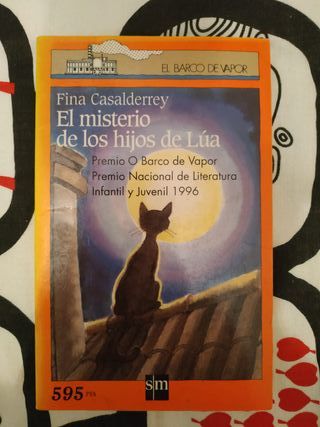 EL BARCO DE VAPOR
Fina Casalderrey
El misterio
de los hijos de Lúa
Premio O Barco de Vapor
Premio Nacional de Literatura
Infantil y Juvenil 1996
595 PTS
sm